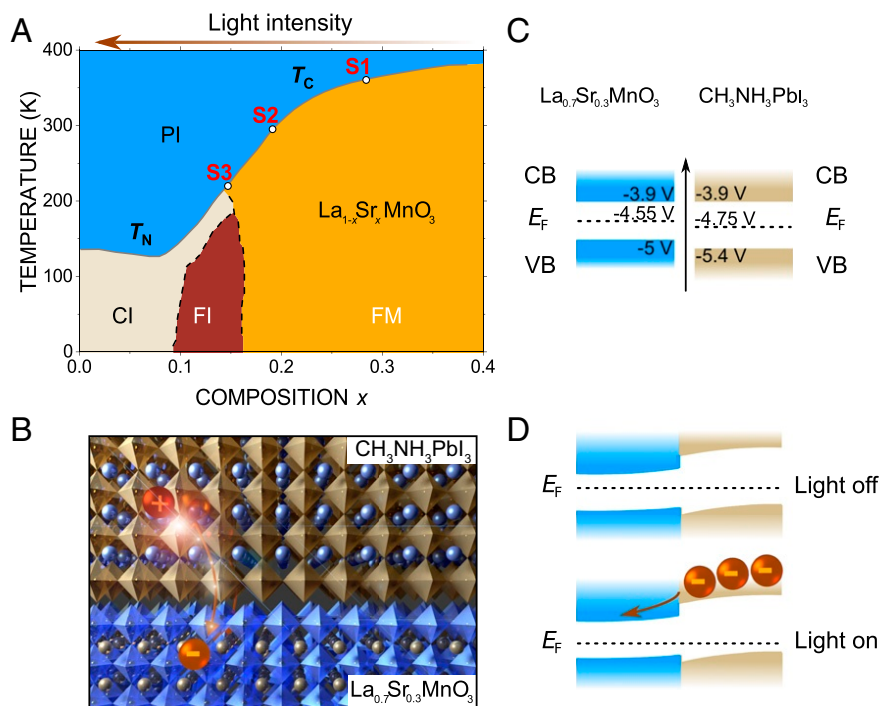 A
Light intensity
TEMPERATURE (K)
400
300
200
100
0
0.0
0.1
0.2
0.3
0.4
COMPOSITION x
PI
T_C
S1
S2
S3
La₁₋ₓSrₓMnO₃
T_N
CI
FI
FM
B
CH₃NH₃PbI₃
+
-
La₀.₇Sr₀.₃MnO₃
C
La₀.₇Sr₀.₃MnO₃ CH₃NH₃PbI₃
CB -3.9 V -3.9 V CB
E_F -4.55 V -4.75 V E_F
VB -5 V -5.4 V VB
D
E_F Light off
- - -
E_F Light on